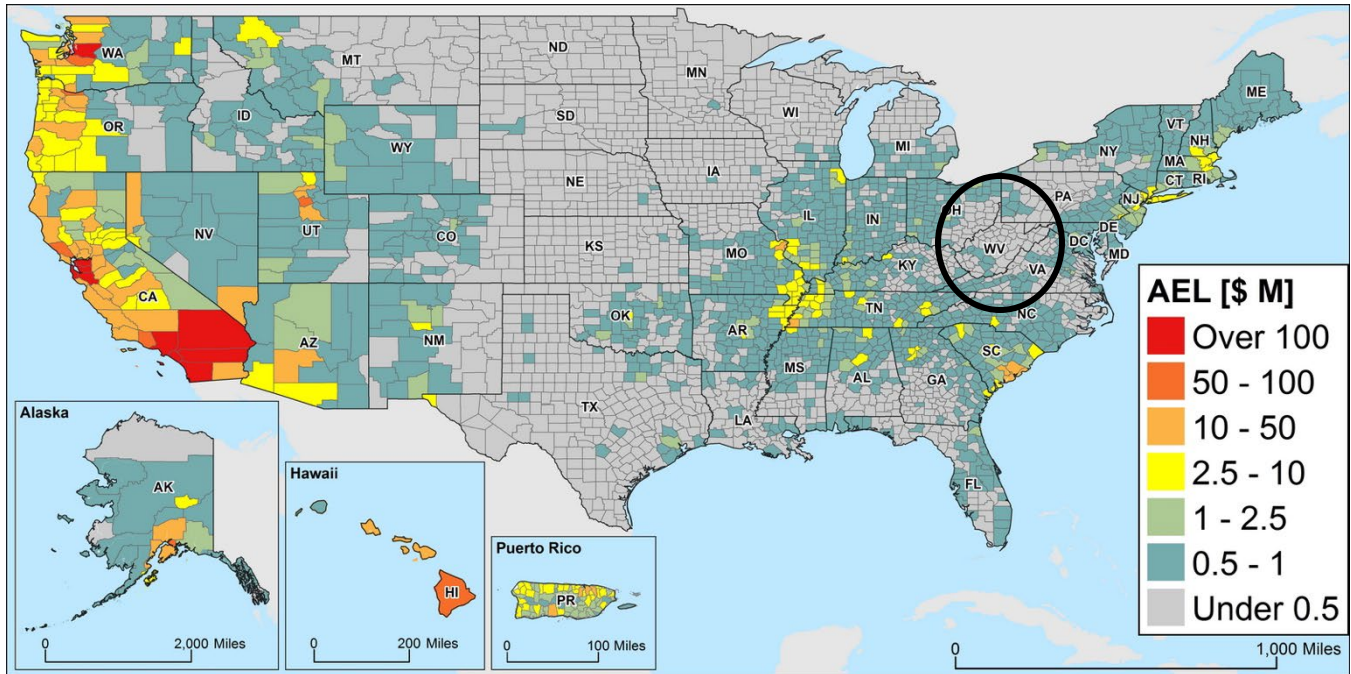 WA
MT
ND
MN
ME
OR
ID
SD
WI
VT
NH
WY
MI
NY
MA
CT
RI
IA
NE
PA
NJ
NV
UT
CO
IL
IN
OH
DE
DC
MD
WV
VA
KS
MO
KY
CA
AZ
NM
OK
AR
TN
NC
SC
MS
AL
GA
TX
LA
FL
AEL [$ M]
Over 100
50 - 100
10 - 50
2.5 - 10
1 - 2.5
0.5 - 1
Under 0.5
Alaska
AK
0 2,000 Miles
Hawaii
HI
0 200 Miles
Puerto Rico
PR
0 100 Miles
0 1,000 Miles